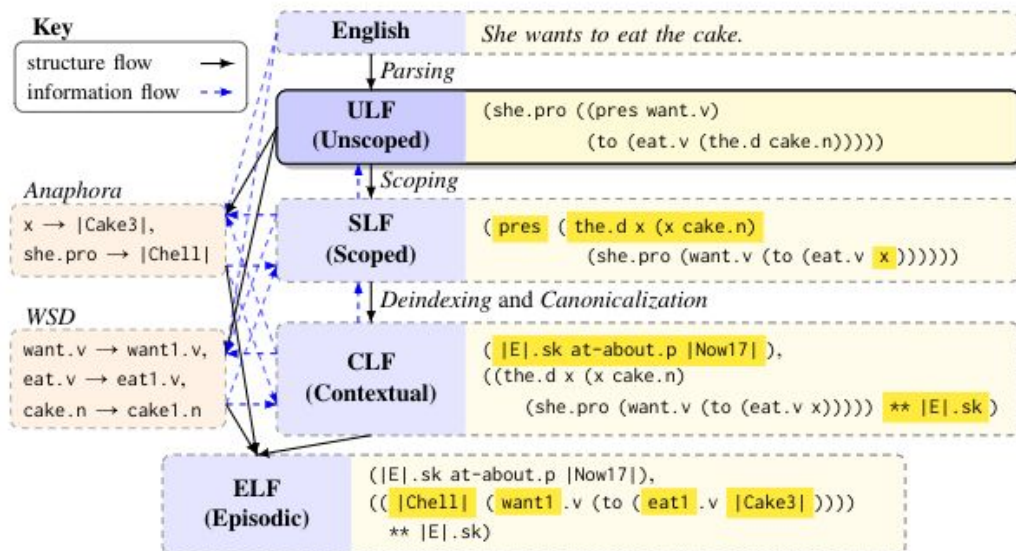 Key
structure flow
information flow
English
She wants to eat the cake.
Parsing
ULF
(Unscoped)
(she.pro ((pres want.v)
(to (eat.v (the.d cake.n)))))
Scoping
Anaphora
x → |Cake3|,
she.pro → |Chell|
SLF
(Scoped)
(pres (the.d x (x cake.n)
(she.pro (want.v (to (eat.v x))))))
Deindexing and Canonicalization
WSD
want.v → want1.v,
eat.v → eat1.v,
cake.n → cake1.n
CLF
(Contextual)
(|E|.sk at-about.p |Now17|),
((the.d x (x cake.n)
(she.pro (want.v (to (eat.v x))))) ** |E|.sk)
ELF
(Episodic)
(|E|.sk at-about.p |Now17|),
((|Chell| (want1.v (to (eat1.v |Cake3|))))
** |E|.sk)